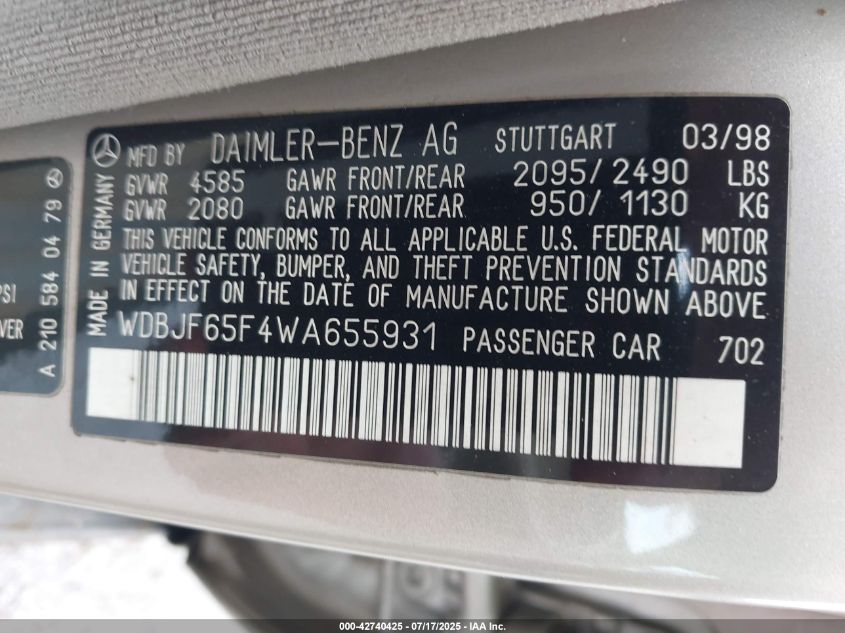 MFD BY DAIMLER-BENZ AG STUTTGART 03/98
GVWR 4585 GAWR FRONT/REAR 2095/2490 LBS
GVWR 2080 GAWR FRONT/REAR 950/1130 KG
THIS VEHICLE CONFORMS TO ALL APPLICABLE U.S. FEDERAL MOTOR
VEHICLE SAFETY, BUMPER, AND THEFT PREVENTION STANDARDS
IN EFFECT ON THE DATE OF MANUFACTURE SHOWN ABOVE
WDBJF65F4WA655931 PASSENGER CAR 702
MADE IN GERMANY
A 210 584 04 79
PSI
VER
000-42740425 - 07/17/2025 - IAA Inc.